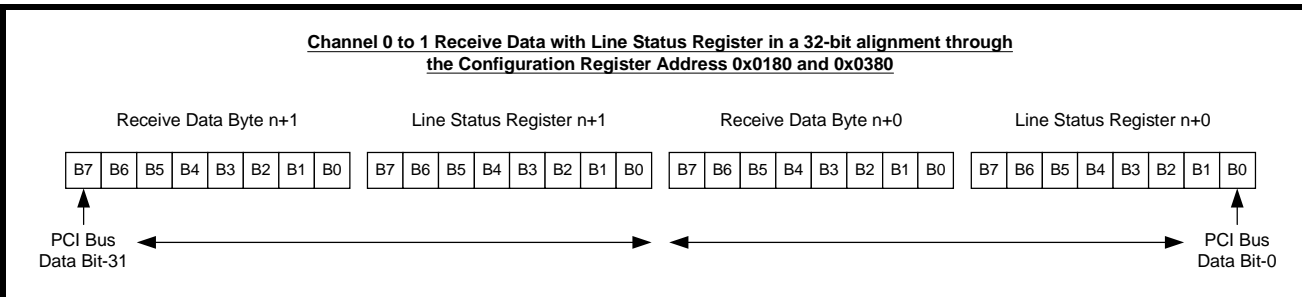 Channel 0 to 1 Receive Data with Line Status Register in a 32-bit alignment through
the Configuration Register Address 0x0180 and 0x0380
Receive Data Byte n+1 Line Status Register n+1 Receive Data Byte n+0 Line Status Register n+0
B7 B6 B5 B4 B3 B2 B1 B0 B7 B6 B5 B4 B3 B2 B1 B0 B7 B6 B5 B4 B3 B2 B1 B0 B7 B6 B5 B4 B3 B2 B1 B0
PCI Bus PCI Bus
Data Bit-31 Data Bit-0